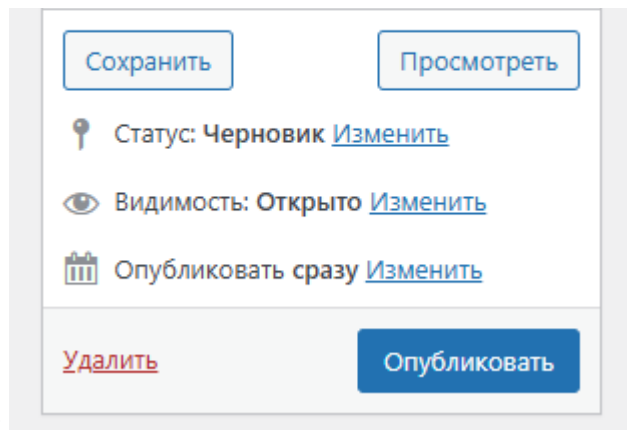 Сохранить Просмотреть
Статус: Черновик Изменить
Видимость: Открыто Изменить
Опубликовать сразу Изменить
Удалить Опубликовать